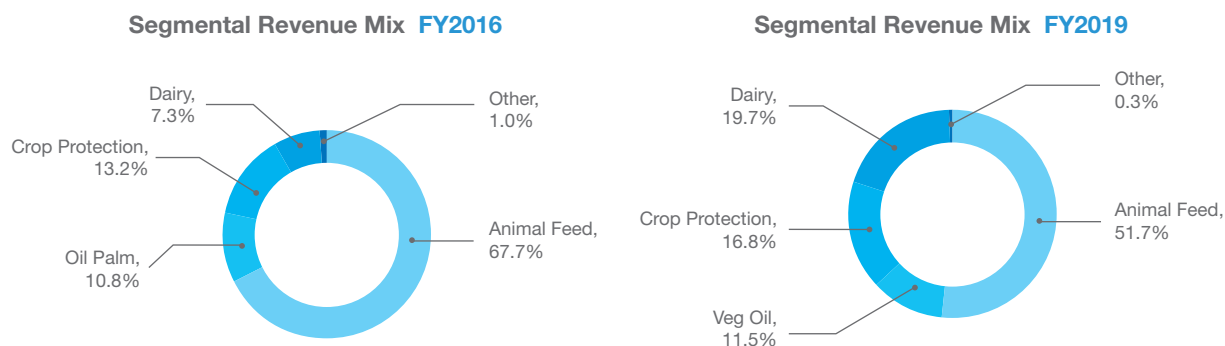 Segmental Revenue Mix FY2016
Dairy,
7.3%
Other,
1.0%
Crop Protection,
13.2%
Animal Feed,
67.7%
Oil Palm,
10.8%
Segmental Revenue Mix FY2019
Dairy,
19.7%
Other,
0.3%
Crop Protection,
16.8%
Animal Feed,
51.7%
Veg Oil,
11.5%